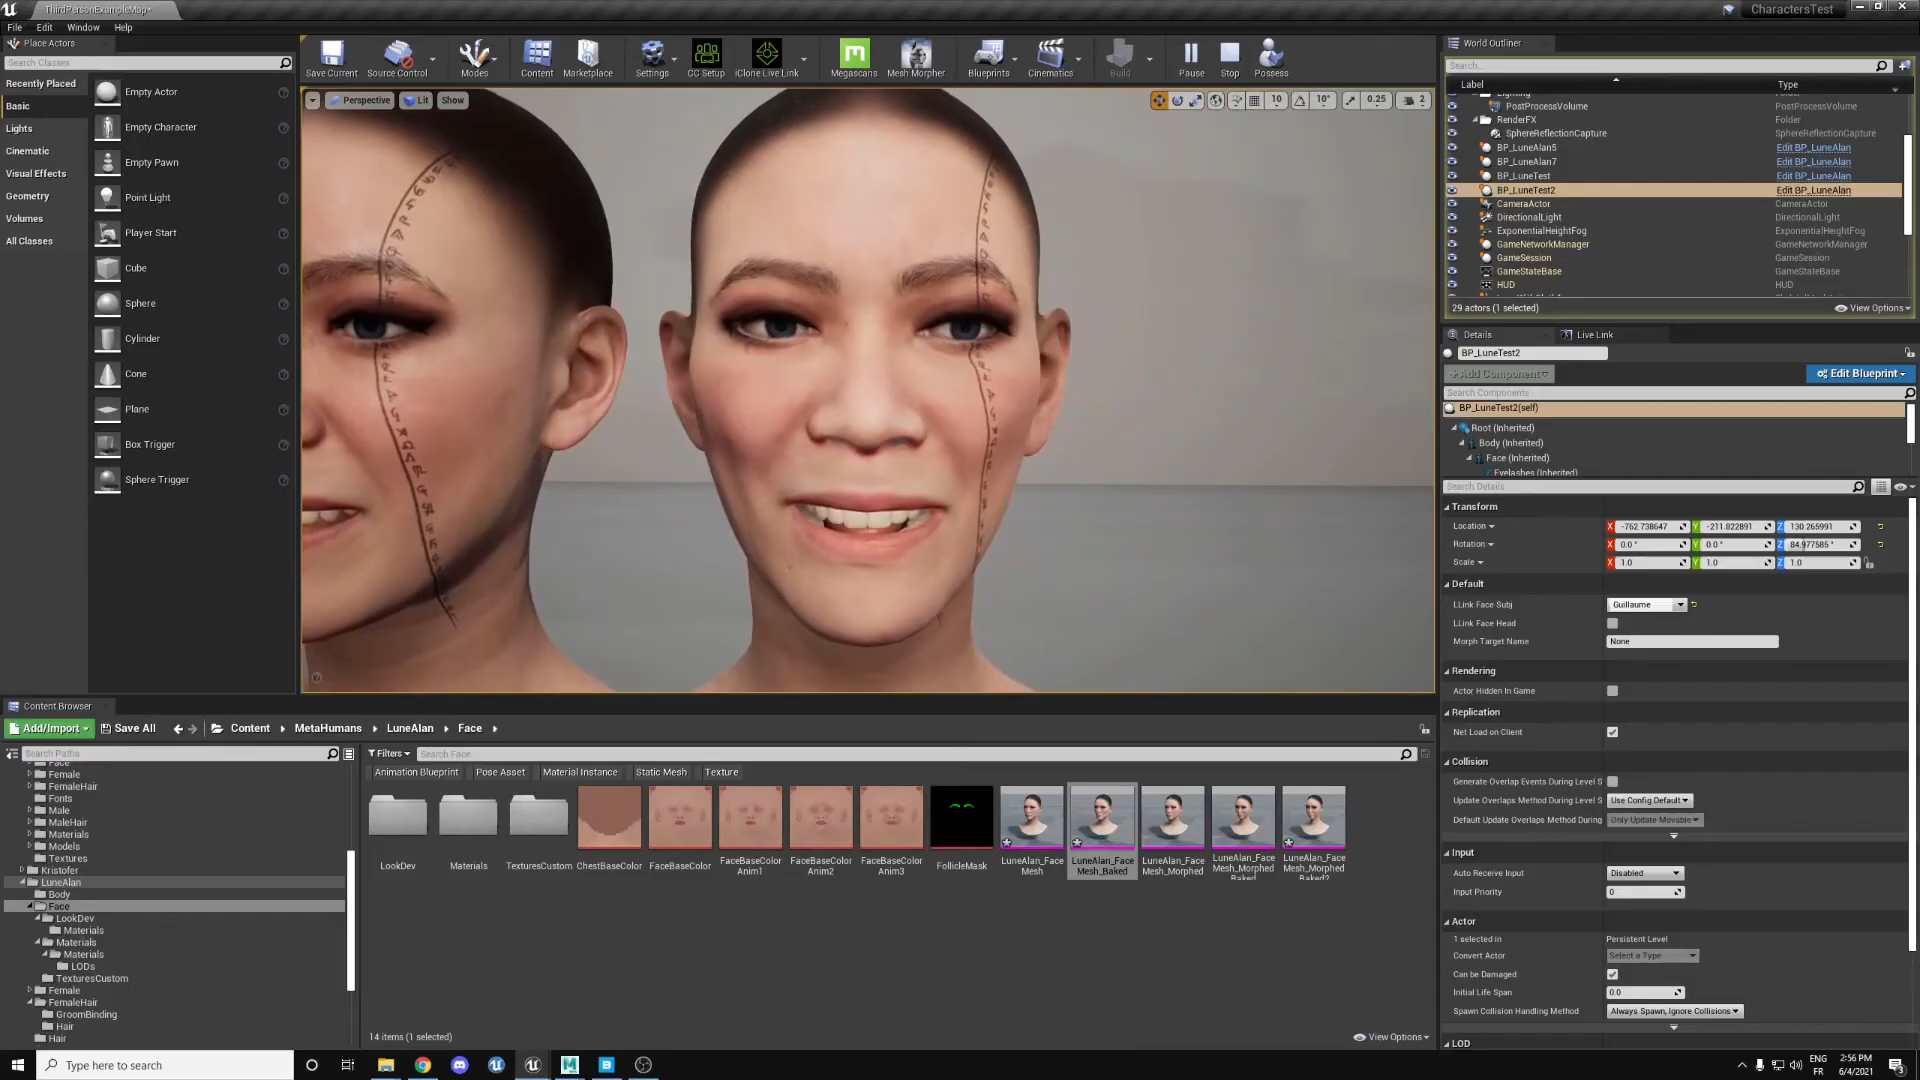 ThirdPersonExampleMap*
CharactersTest
File Edit Window Help
Place Actors
Search Classes
Recently Placed
Basic
Lights
Cinematic
Visual Effects
Geometry
Volumes
All Classes
Empty Actor
Empty Character
Empty Pawn
Point Light
Player Start
Cube
Sphere
Cylinder
Cone
Plane
Box Trigger
Sphere Trigger
Save Current Source Control Modes Content Marketplace Settings CC Setup iClone Live Link Megascans Mesh Morpher Blueprints Cinematics Build Pause Stop Possess
Perspective Lit Show
10 10° 0.25 2
World Outliner
Search...
Label Type
PostProcessVolume PostProcessVolume
RenderFX Folder
SphereReflectionCapture SphereReflectionCapture
BP_LuneAlan5 Edit BP_LuneAlan
BP_LuneAlan7 Edit BP_LuneAlan
BP_LuneTest Edit BP_LuneAlan
BP_LuneTest2 Edit BP_LuneAlan
CameraActor CameraActor
DirectionalLight DirectionalLight
ExponentialHeightFog ExponentialHeightFog
GameNetworkManager GameNetworkManager
GameSession GameSession
GameStateBase GameStateBase
HUD HUD
29 actors (1 selected) View Options
Details Live Link
BP_LuneTest2
+Add Component Edit Blueprint
Search Components
BP_LuneTest2(self)
Root (Inherited)
Body (Inherited)
Face (Inherited)
Eyelashes (Inherited)
Search Details
Transform
Location X -762.738647 Y -211.822891 Z 130.265991
Rotation X 0.0 ° Y 0.0 ° Z 84.977585 °
Scale X 1.0 Y 1.0 Z 1.0
Default
LLink Face Subj Guillaume
LLink Face Head
Morph Target Name None
Rendering
Actor Hidden In Game
Replication
Net Load on Client
Collision
Generate Overlap Events During Level S
Update Overlaps Method During Level S Use Config Default
Default Update Overlaps Method During Only Update Movable
Input
Auto Receive Input Disabled
Input Priority 0
Actor
1 selected in Persistent Level
Convert Actor Select a Type
Can be Damaged
Initial Life Span 0.0
Spawn Collision Handling Method Always Spawn, Ignore Collisions
LOD
Content Browser
Add/Import Save All Content MetaHumans LuneAlan Face
Search Paths
Filters Search Face
Animation Blueprint Pose Asset Material Instance Static Mesh Texture
Face
Female
FemaleHair
Fonts
Male
MaleHair
Materials
Models
Textures
Kristofer
LuneAlan
Body
Face
LookDev
Materials
Materials
Materials
LODs
TexturesCustom
Female
FemaleHair
GroomBinding
Hair
Hair
LookDev
Materials
TexturesCustom
ChestBaseColor
FaceBaseColor
FaceBaseColor
Anim1
FaceBaseColor
Anim2
FaceBaseColor
Anim3
FollicleMask
LuneAlan_Face
Mesh
LuneAlan_Face
Mesh_Baked
LuneAlan_Face
Mesh_Morphed
LuneAlan_Face
Mesh_Morphed
Baked
LuneAlan_Face
Mesh_Morphed
Baked2
14 items (1 selected) View Options
Type here to search
ENG
FR
2:56 PM
6/4/2021
3